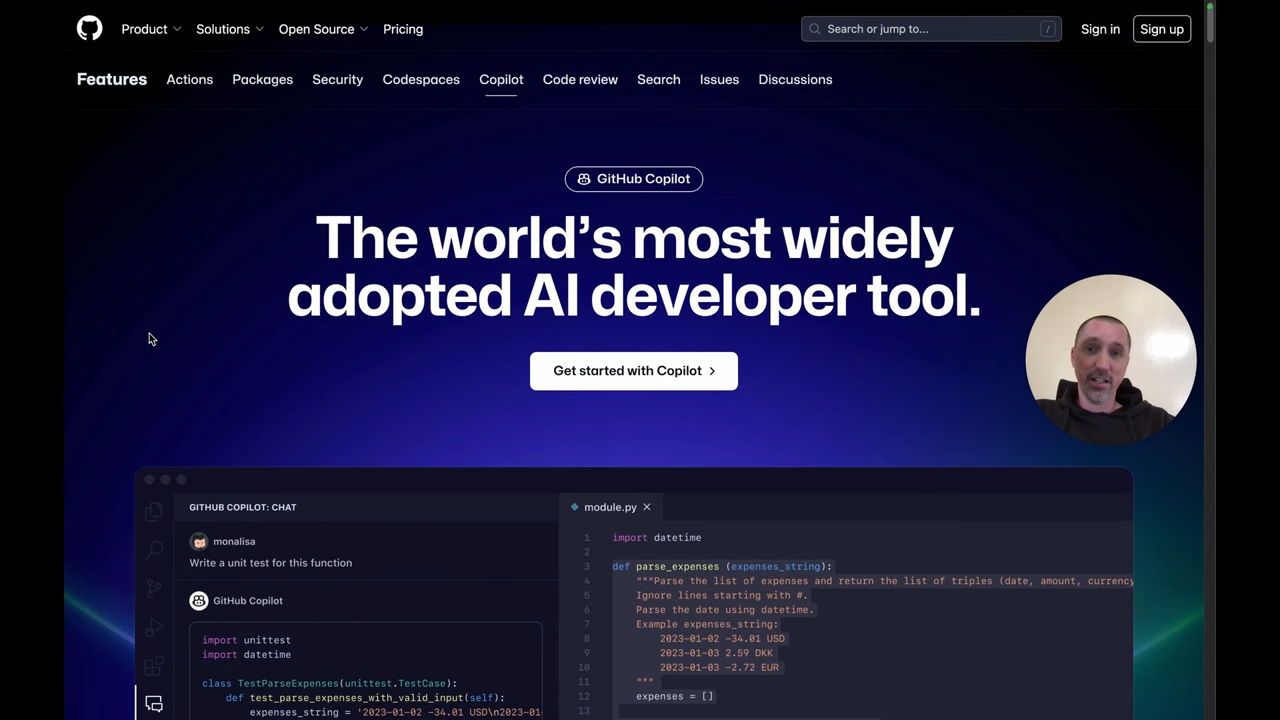 Product Solutions Open Source Pricing Search or jump to... / Sign in Sign up
Features Actions Packages Security Codespaces Copilot Code review Search Issues Discussions
GitHub Copilot
The world’s most widely
adopted AI developer tool.
Get started with Copilot
GITHUB COPILOT: CHAT
monalisa
Write a unit test for this function
GitHub Copilot
import unittest
import datetime
class TestParseExpenses(unittest.TestCase):
def test_parse_expenses_with_valid_input(self):
expenses_string = '2023-01-02 -34.01 USD\n2023-01-
module.py
1 import datetime
2
3 def parse_expenses (expenses_string):
4 """Parse the list of expenses and return the list of triples (date, amount, currency
5 Ignore lines starting with #.
6 Parse the date using datetime.
7 Example expenses_string:
8 2023-01-02 -34.01 USD
9 2023-01-03 2.59 DKK
10 2023-01-03 -2.72 EUR
11 """
12 expenses = []
13